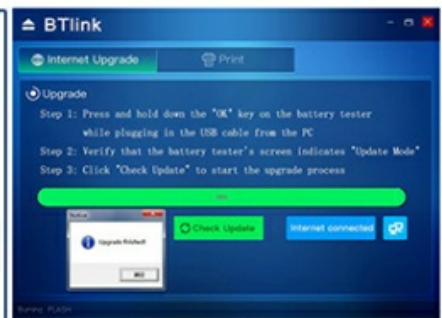 BTlink
Internet Upgrade
Print
Upgrade
Step 1: Press and hold down the "OK" key on the battery tester
while plugging in the USB cable from the PC
Step 2: Verify that the battery tester's screen indicates "Update Mode"
Step 3: Click "Check Update" to start the upgrade process
Check Update
Internet connected
Upgrade finished!